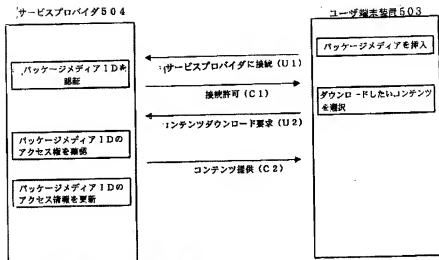 サービスプロバイダ504
ユーザ端末装置503
パッケージメディアを挿入
サービスプロバイダに接続(U1)
パッケージメディアIDを
認証
接続許可(C1)
ダウンロードしたいコンテンツ
を選択
コンテンツダウンロード要求(U2)
パッケージメディアIDの
アクセス権を確認
コンテンツ提供(C2)
パッケージメディアIDの
アクセス情報を更新